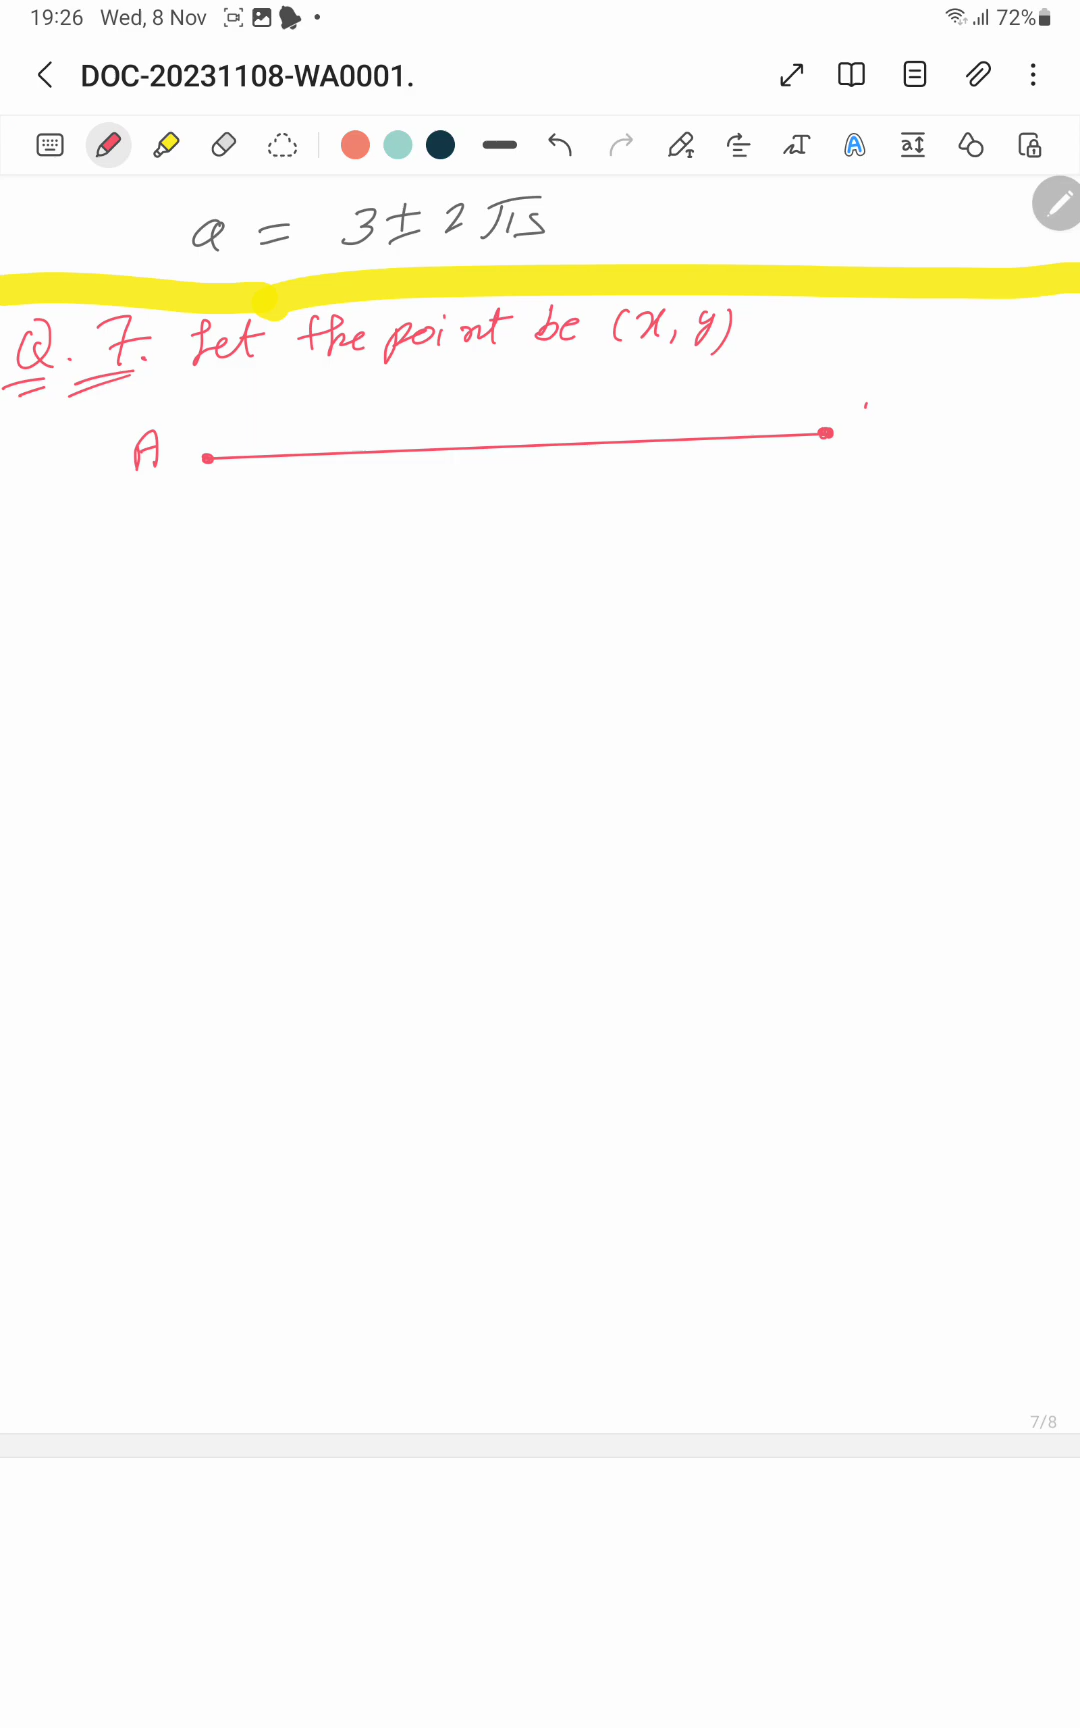 19:26 Wed, 8 Nov 72%
DOC-20231108-WA0001.
a = 3 ± 2 √15
Q. 7. Let the point be (x, y)
A
7/8